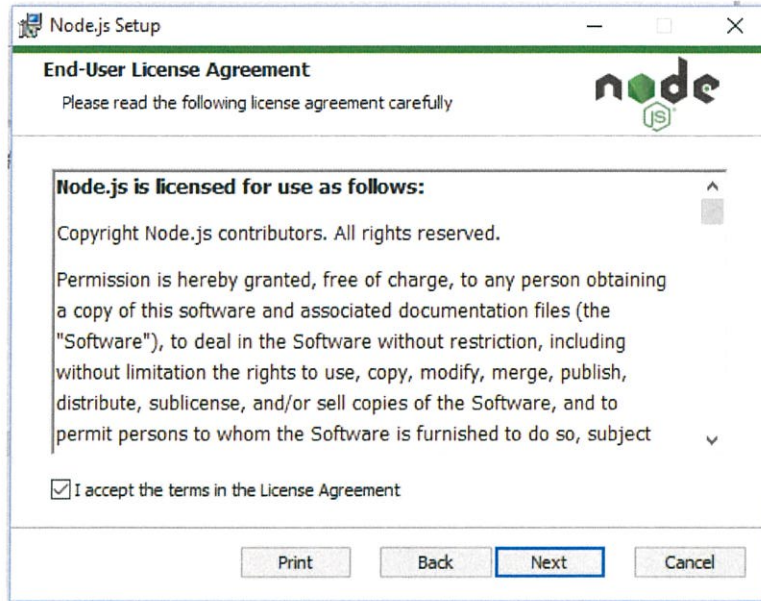 Node.js Setup
End-User License Agreement
Please read the following license agreement carefully
node
JS
Node.js is licensed for use as follows:
Copyright Node.js contributors. All rights reserved.
Permission is hereby granted, free of charge, to any person obtaining
a copy of this software and associated documentation files (the
"Software"), to deal in the Software without restriction, including
without limitation the rights to use, copy, modify, merge, publish,
distribute, sublicense, and/or sell copies of the Software, and to
permit persons to whom the Software is furnished to do so, subject
I accept the terms in the License Agreement
Print Back Next Cancel